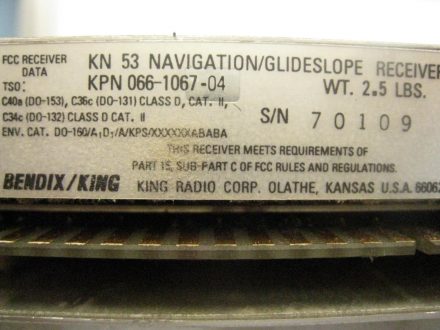 FCC RECEIVER DATA KN 53 NAVIGATION/GLIDESLOPE RECEIVER
TSO: KPN 066-1067-04 WT. 2.5 LBS.
C40a (DO-153), C36c (DO-131) CLASS D, CAT. II,
C34c (DO-132) CLASS D CAT. II S/N 70109
ENV. CAT. DO-160/A₁D₁/A/KPS/XXXXXXABABA
THIS RECEIVER MEETS REQUIREMENTS OF
PART 15, SUB-PART C OF FCC RULES AND REGULATIONS.
BENDIX/KING KING RADIO CORP. OLATHE, KANSAS U.S.A. 66062